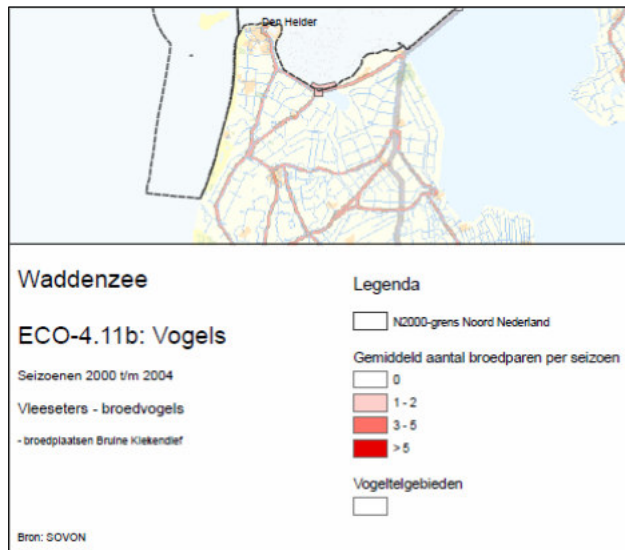 Den Helder
Waddenzee
ECO-4.11b: Vogels
Seizoenen 2000 t/m 2004
Vleeseters - broedvogels
- broedplaatsen Bruine Kiekendief
Bron: SOVON
Legenda
N2000-grens Noord Nederland
Gemiddeld aantal broedparen per seizoen
0
1 - 2
3 - 5
> 5
Vogeltelgebieden